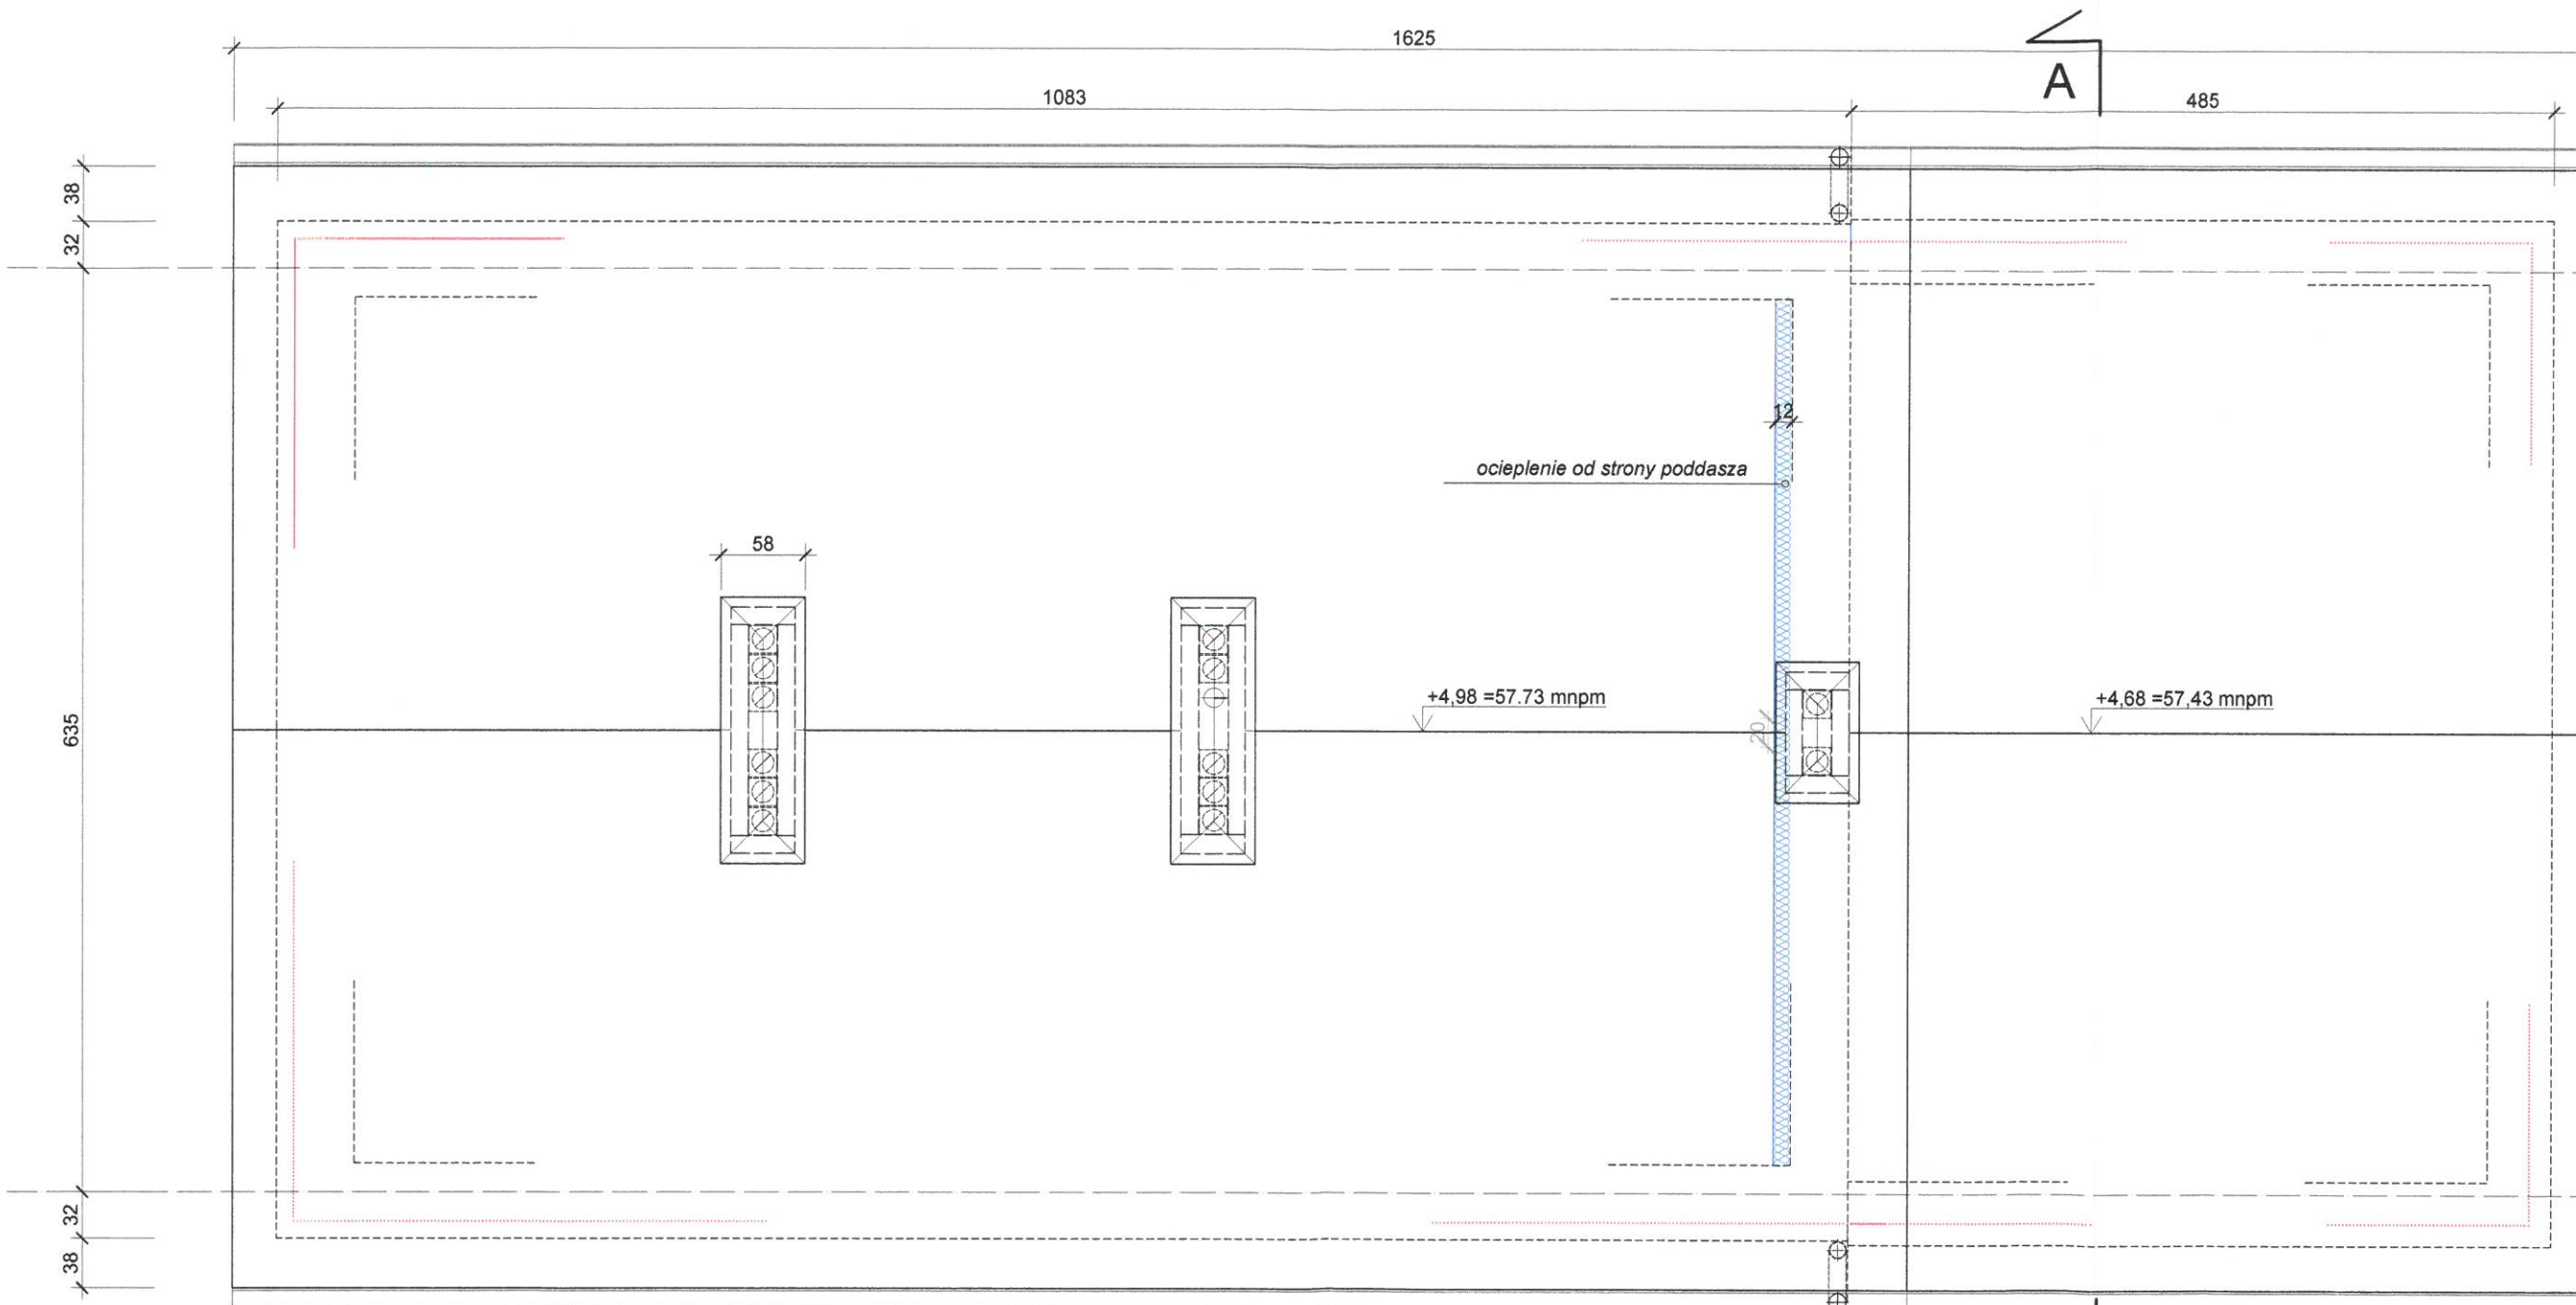 1625
A
1083
485
38
32
12
ocieplenie od strony poddasza
58
+4,98 =57.73 mnpm
+4,68 =57,43 mnpm
20
635
32
38